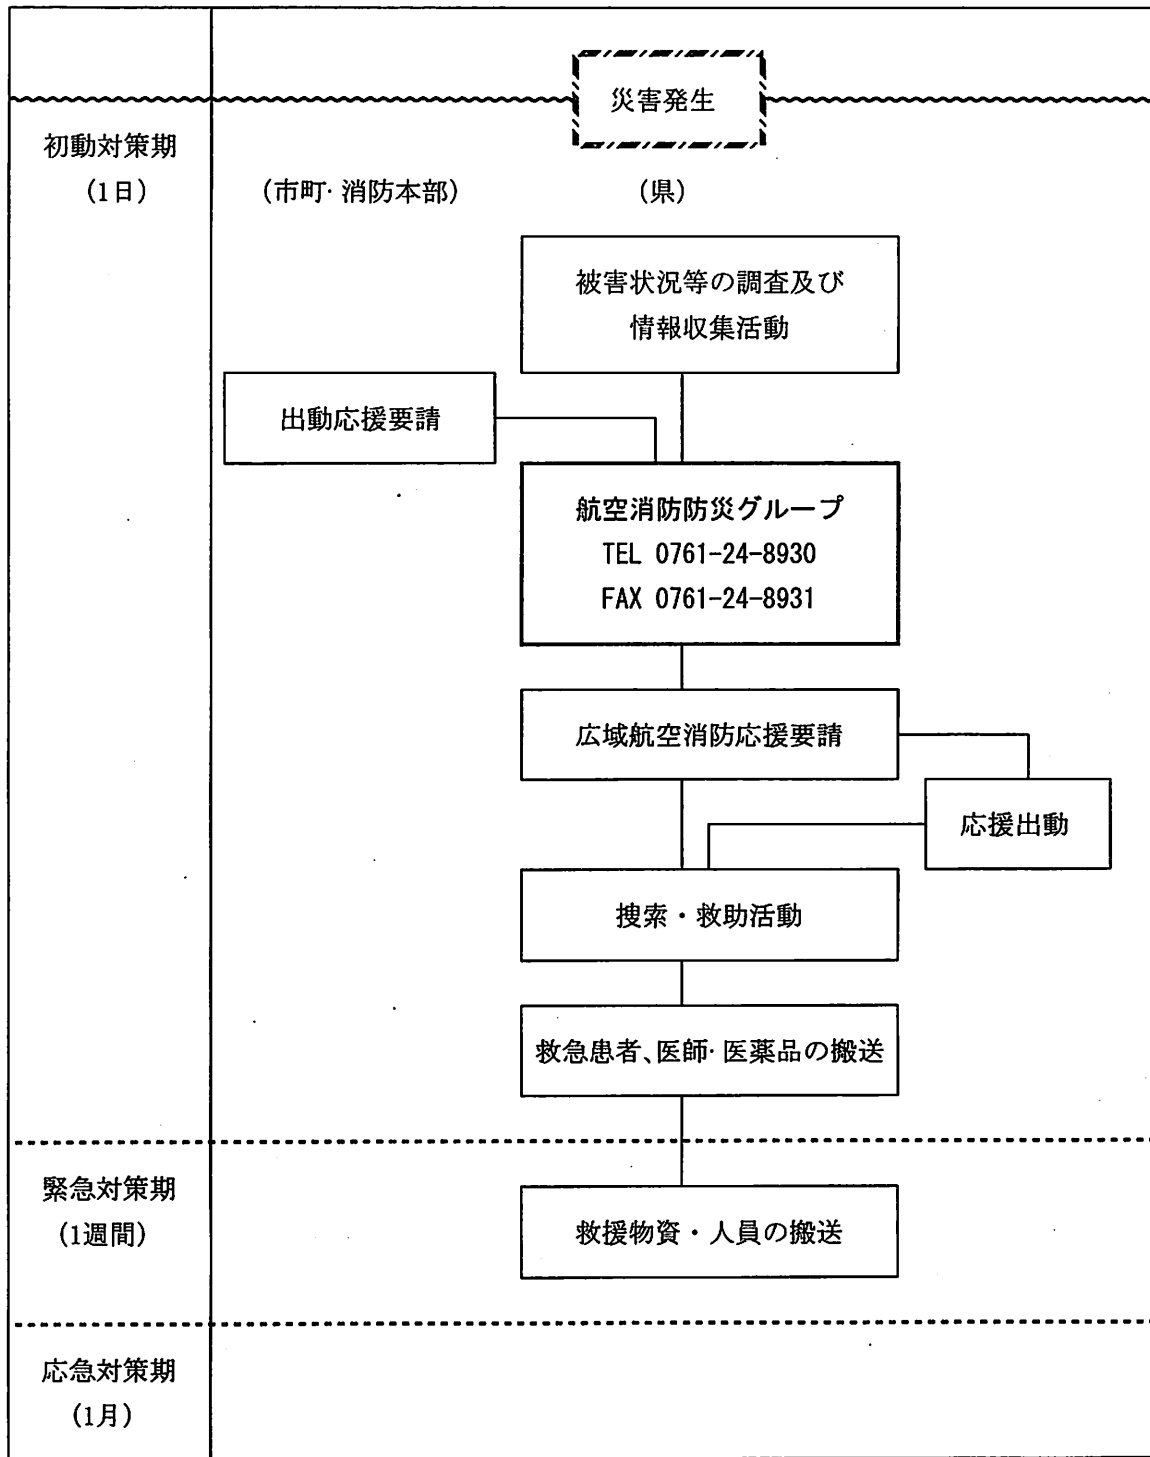 災害発生
初動対策期
(1日)
(市町・消防本部)
(県)
被害状況等の調査及び
情報収集活動
出動応援要請
航空消防防災グループ
TEL 0761-24-8930
FAX 0761-24-8931
広域航空消防応援要請
応援出動
捜索・救助活動
救急患者、医師・医薬品の搬送
緊急対策期
(1週間)
救援物資・人員の搬送
応急対策期
(1月)